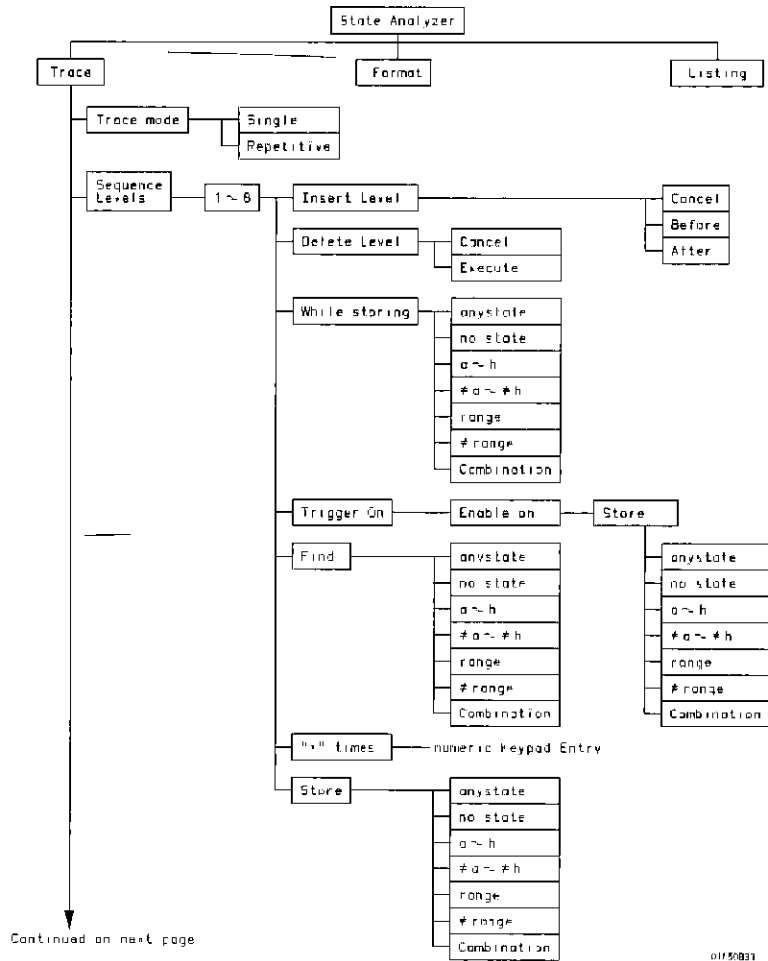 State Analyzer
Trace
Format
Listing
Trace mode
Single
Repetitive
Sequence
Levels
1~8
Insert Level
Cancel
Before
After
Delete Level
Cancel
Execute
While storing
anystate
no state
a~h
≠a~≠h
range
≠range
Combination
Trigger On
Enable on
Store
anystate
no state
a~h
≠a~≠h
range
≠range
Combination
Find
anystate
no state
a~h
≠a~≠h
range
≠range
Combination
"x" times
numeric Keypad Entry
Store
anystate
no state
a~h
≠a~≠h
range
≠range
Combination
Continued on next page